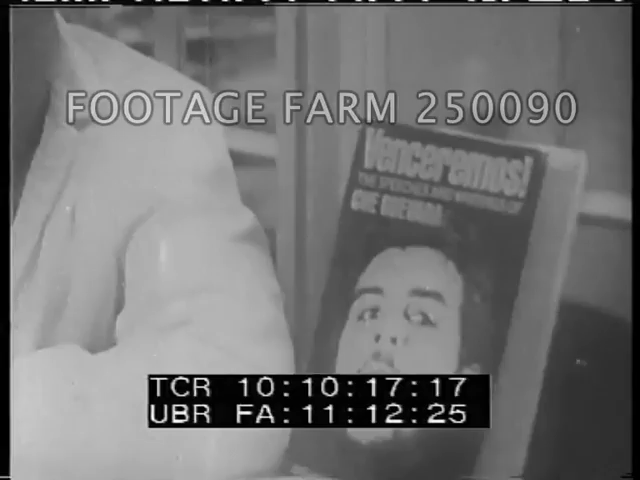 FOOTAGE FARM 250090
Venceremos!
THE SPEECHES AND WRITINGS OF
CHE GUEVARA
TCR 10:10:17:17
UBR FA:11:12:25